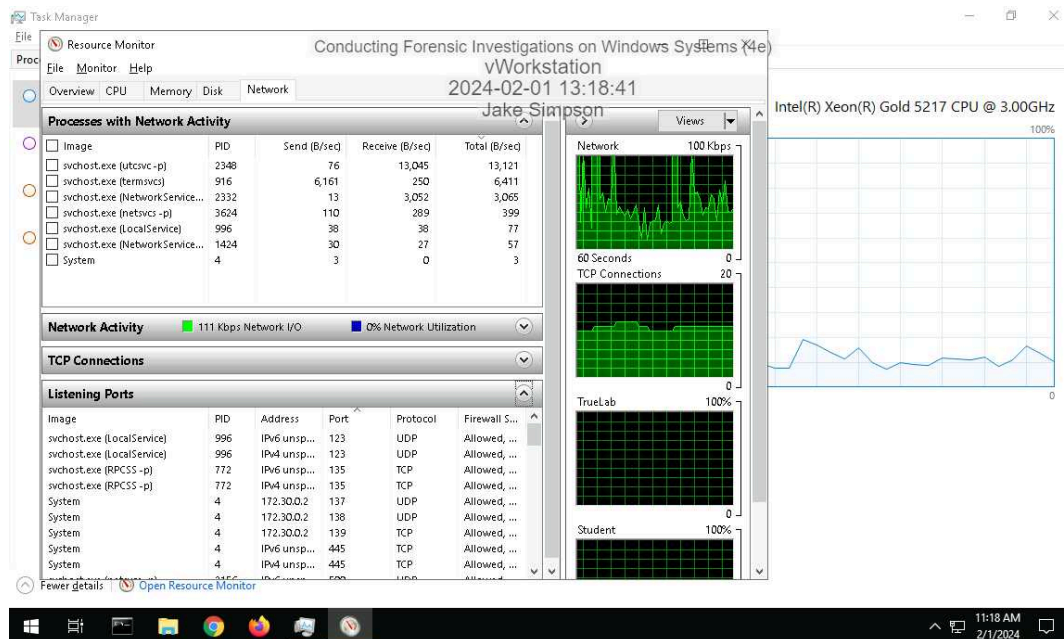 Task Manager
File
Resource Monitor
Conducting Forensic Investigations on Windows Systems (4e)
vWorkstation
2024-02-01 13:18:41
Jake Simpson
File Monitor Help
Overview CPU Memory Disk Network
Proc
Intel(R) Xeon(R) Gold 5217 CPU @ 3.00GHz
100%
0
Processes with Network Activity
Views
Image PID Send (B/sec) Receive (B/sec) Total (B/sec)
svchost.exe (utcsvc -p) 2348 76 13,045 13,121
svchost.exe (termsvcs) 916 6,161 250 6,411
svchost.exe (NetworkService... 2332 13 3,052 3,065
svchost.exe (netsvcs -p) 3624 110 289 399
svchost.exe (LocalService) 996 38 38 77
svchost.exe (NetworkService... 1424 30 27 57
System 4 3 0 3
Network Activity 111 Kbps Network I/O 0% Network Utilization
TCP Connections
Listening Ports
Image PID Address Port Protocol Firewall S...
svchost.exe (LocalService) 996 IPv6 unsp... 123 UDP Allowed, ...
svchost.exe (LocalService) 996 IPv4 unsp... 123 UDP Allowed, ...
svchost.exe (RPCSS -p) 772 IPv6 unsp... 135 TCP Allowed, ...
svchost.exe (RPCSS -p) 772 IPv4 unsp... 135 TCP Allowed, ...
System 4 172.30.0.2 137 UDP Allowed, ...
System 4 172.30.0.2 138 UDP Allowed, ...
System 4 172.30.0.2 139 TCP Allowed, ...
System 4 IPv6 unsp... 445 TCP Allowed, ...
System 4 IPv4 unsp... 445 TCP Allowed, ...
Network 100 Kbps
60 Seconds 0
TCP Connections 20
0
TrueLab 100%
0
Student 100%
Fewer details Open Resource Monitor
11:18 AM
2/1/2024